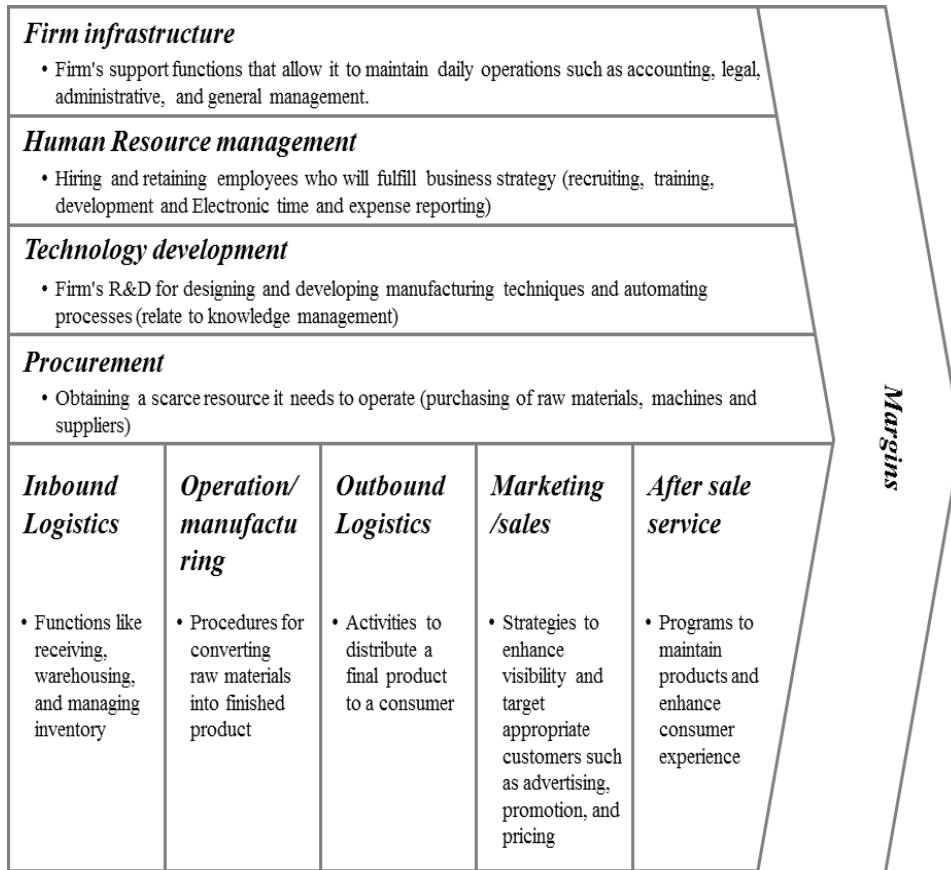 Firm infrastructure
• Firm's support functions that allow it to maintain daily operations such as accounting, legal,
administrative, and general management.
Human Resource management
• Hiring and retaining employees who will fulfill business strategy (recruiting, training,
development and Electronic time and expense reporting)
Technology development
• Firm's R&D for designing and developing manufacturing techniques and automating
processes (relate to knowledge management)
Procurement
• Obtaining a scarce resource it needs to operate (purchasing of raw materials, machines and
suppliers)
Inbound
Logistics
• Functions like
receiving,
warehousing,
and managing
inventory
Operation/
manufactu
ring
• Procedures for
converting
raw materials
into finished
product
Outbound
Logistics
• Activities to
distribute a
final product
to a consumer
Marketing
/sales
• Strategies to
enhance
visibility and
target
appropriate
customers such
as advertising,
promotion, and
pricing
After sale
service
• Programs to
maintain
products and
enhance
consumer
experience
Margins